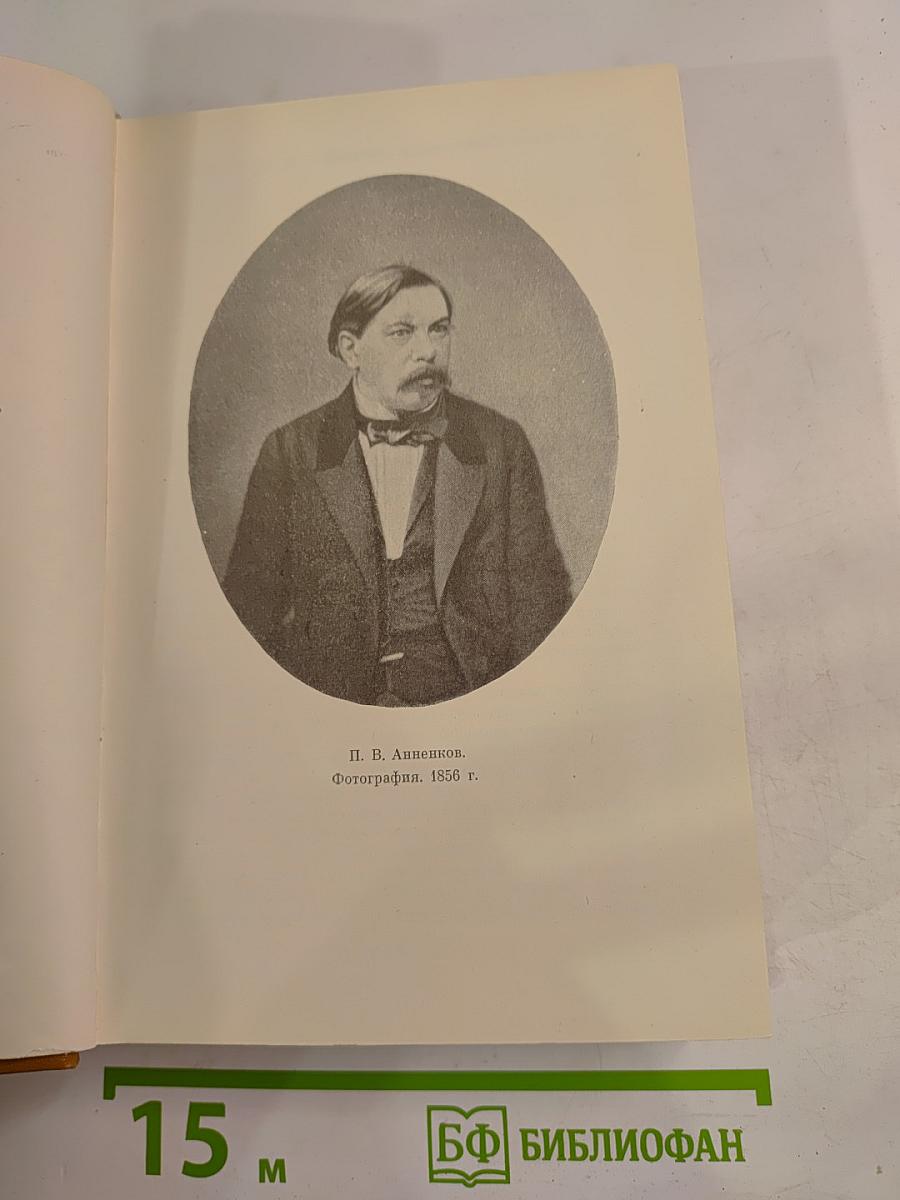 П. В. Анненков.
Фотография. 1856 г.
15 м
БФ БИБЛИОФАН